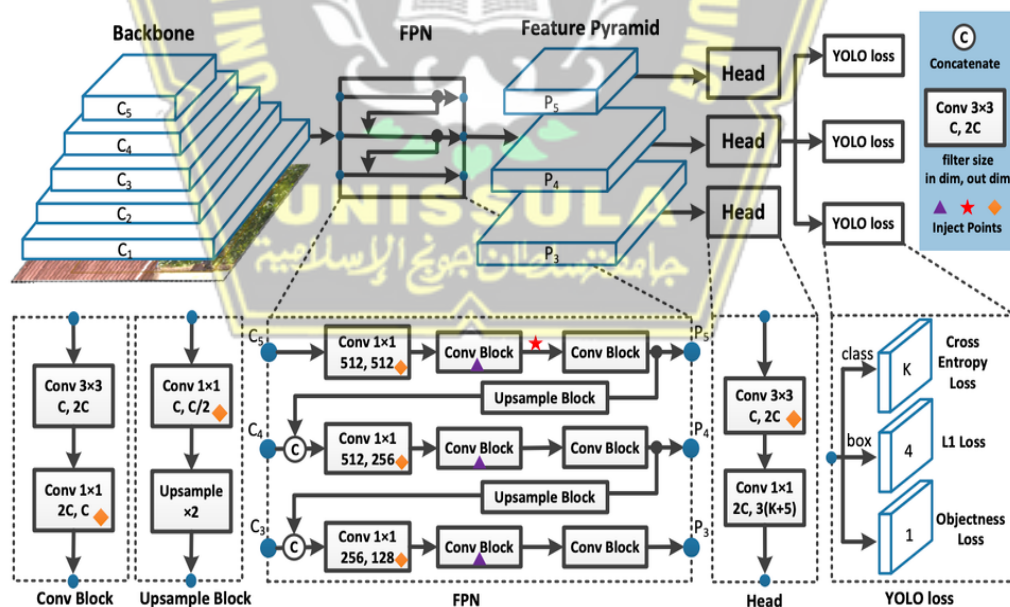 Backbone
FPN
Feature Pyramid
C5
C4
C3
C2
C1
P5
P4
P3
Head
Head
Head
YOLO loss
YOLO loss
YOLO loss
C
Concatenate
Conv 3×3
C, 2C
filter size
in dim, out dim
Inject Points
UNISSULA
جامعة سلطان أجونج الإسلامية
Conv 3×3
C, 2C
Conv 1×1
2C, C
Conv Block
Conv 1×1
C, C/2
Upsample
×2
Upsample Block
C5
Conv 1×1
512, 512
Conv Block
Conv Block
P5
Upsample Block
C4
C
Conv 1×1
512, 256
Conv Block
Conv Block
P4
Upsample Block
C3
C
Conv 1×1
256, 128
Conv Block
Conv Block
P3
FPN
Conv 3×3
C, 2C
Conv 1×1
2C, 3(K+5)
Head
class
K
Cross
Entropy
Loss
box
4
L1 Loss
1
Objectness
Loss
YOLO loss